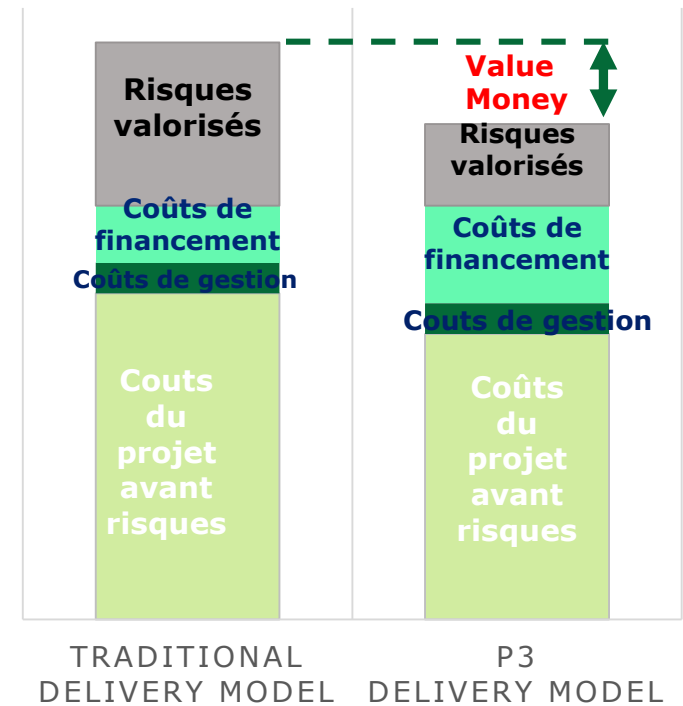 Risques
valorisés
Coûts de
financement
Coûts de gestion
Couts
du
projet
avant
risques
Value
Money
Risques
valorisés
Coûts de
financement
Couts de gestion
Coûts
du
projet
avant
risques
TRADITIONAL
DELIVERY MODEL
P3
DELIVERY MODEL